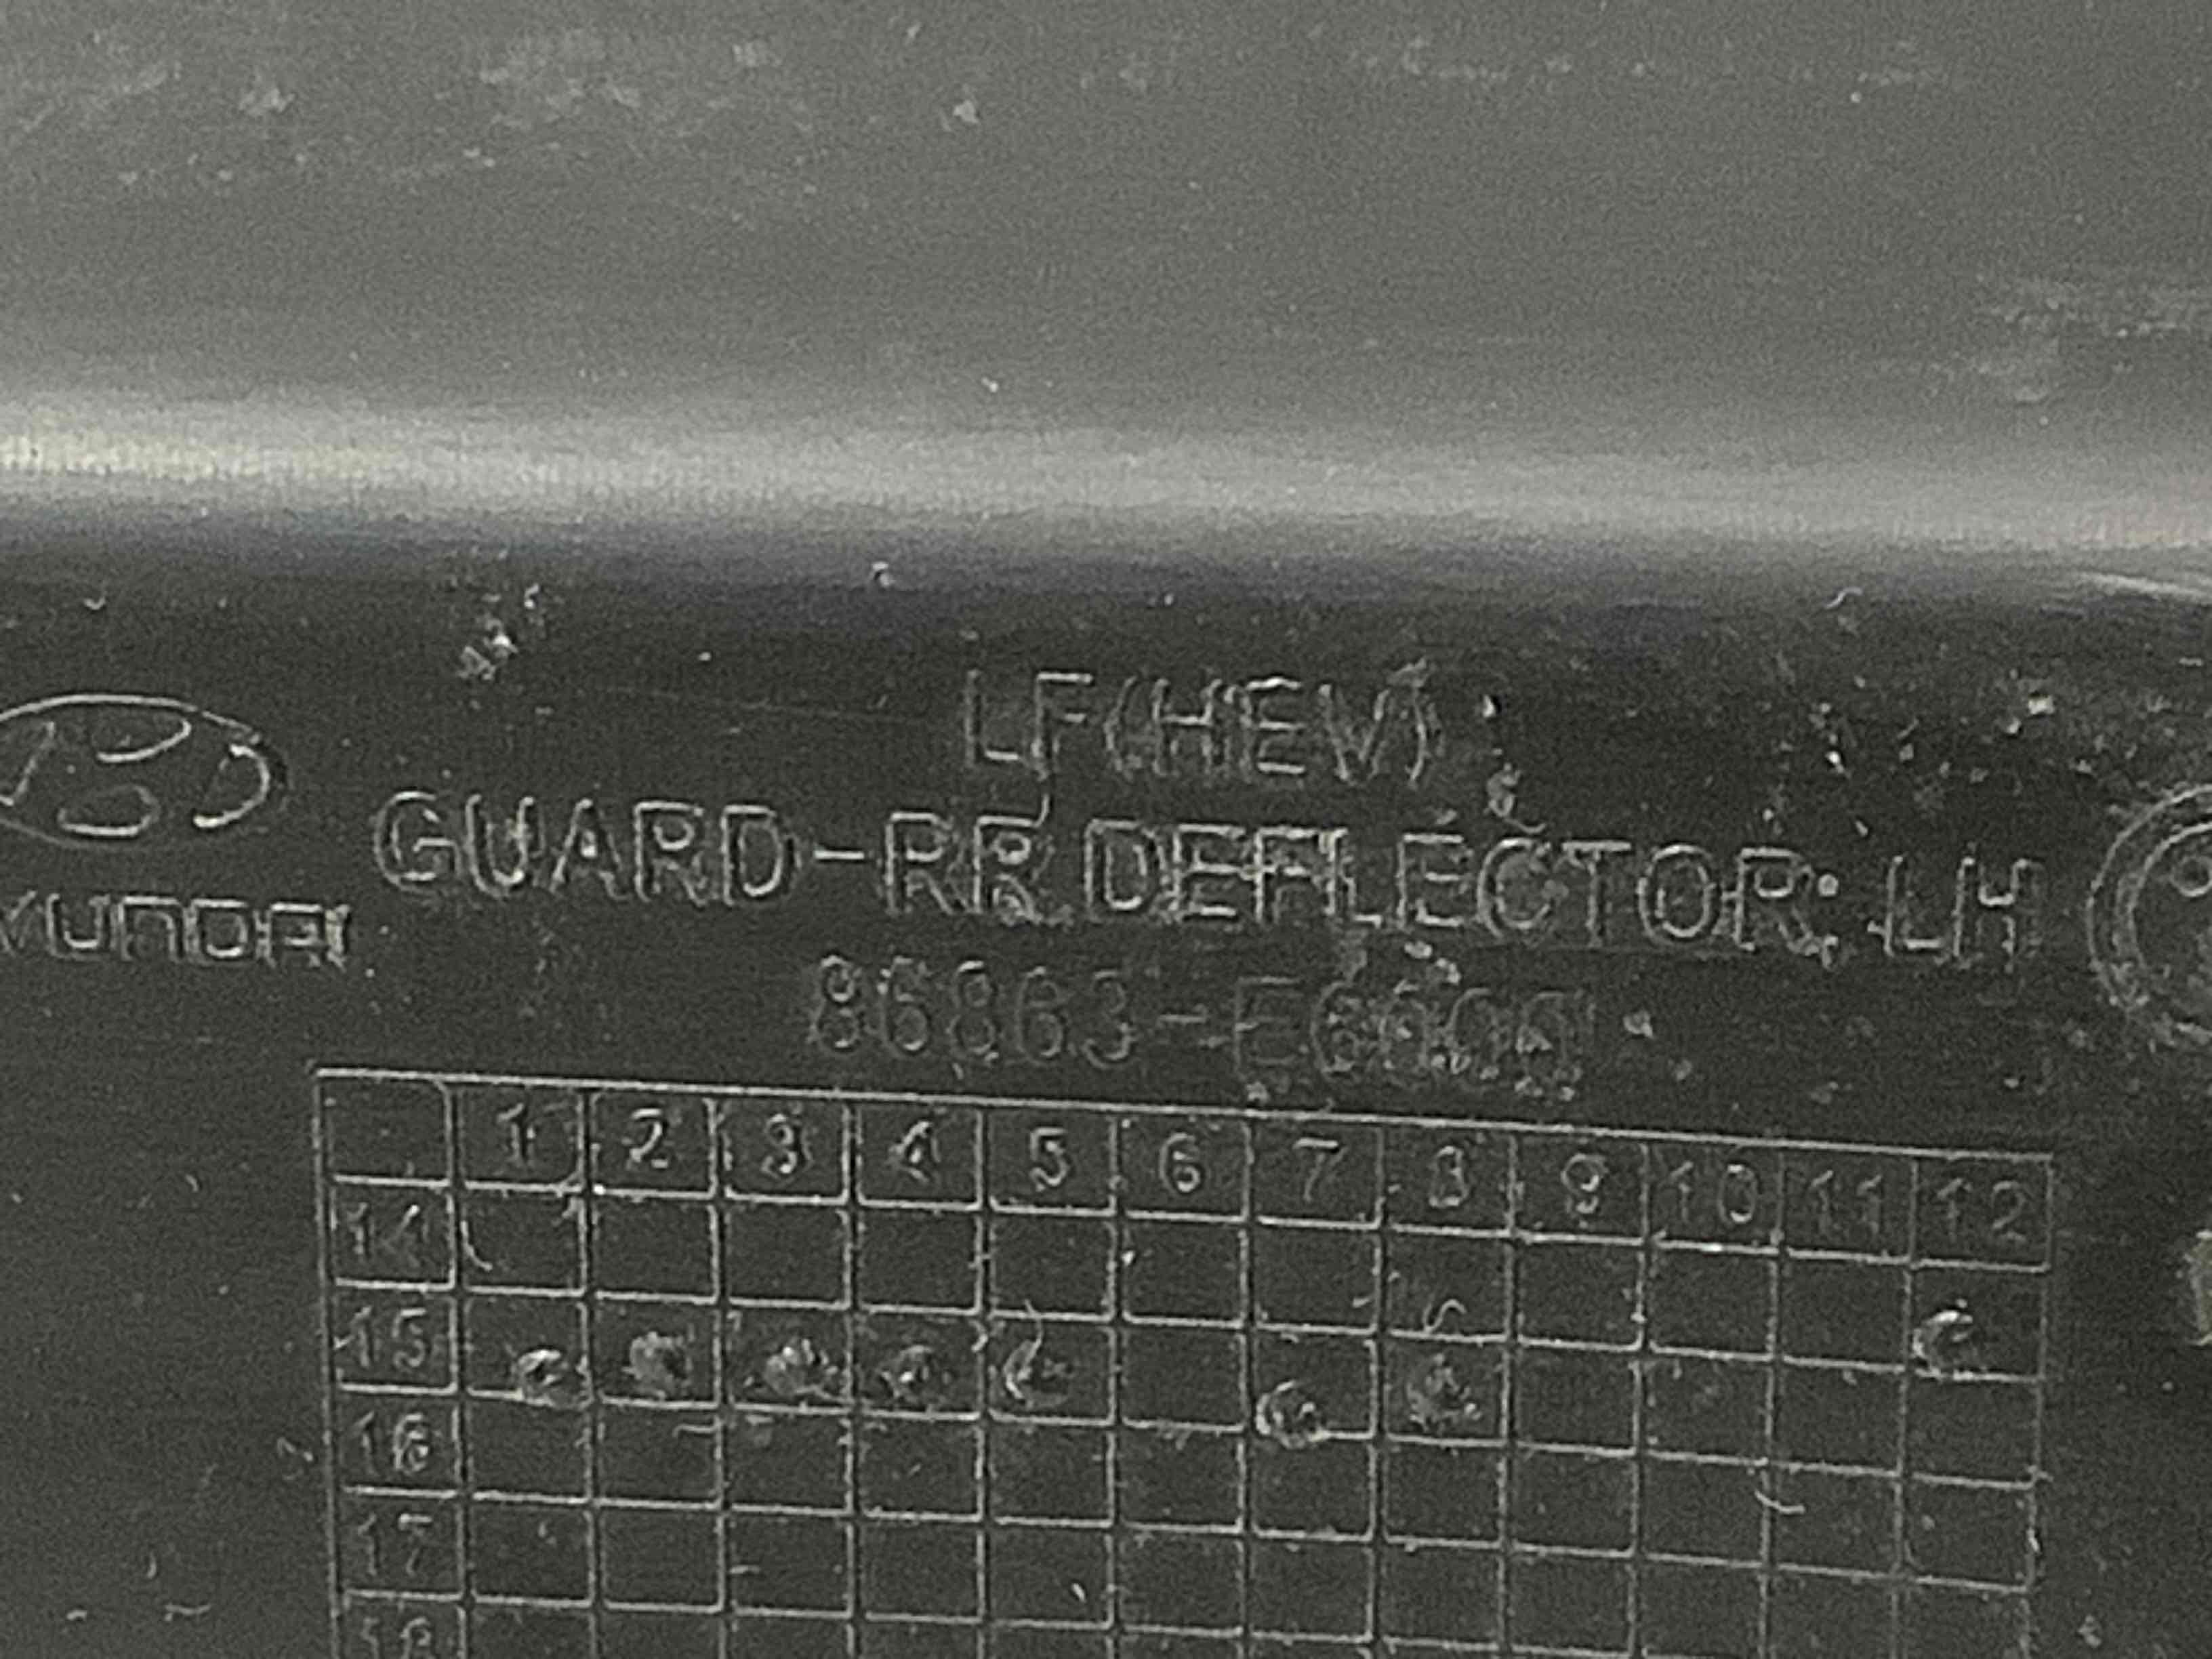 LF(HEV)
GUARD-RR DEFLECTOR; LH
HYUNDAI
86863-E6000
1 2 3 4 5 6 7 8 9 10 11 12
14
15
16
17
18